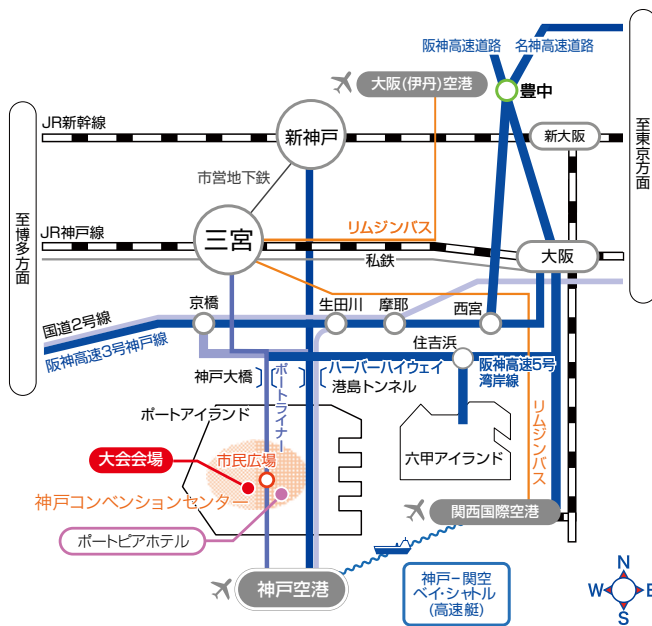 阪神高速道路
名神高速道路
大阪(伊丹)空港
豊中
JR新幹線
新神戸
新大阪
至東京方面
至博多方面
市営地下鉄
JR神戸線
三宮
リムジンバス
私鉄
大阪
京橋
生田川
摩耶
西宮
国道2号線
阪神高速3号神戸線
住吉浜
神戸大橋
ポートライナー
ハーバーハイウェイ
港島トンネル
阪神高速5号
湾岸線
リムジンバス
ポートアイランド
六甲アイランド
大会会場
市民広場
神戸コンベンションセンター
ポートピアホテル
関西国際空港
神戸空港
神戸−関空
ベイ・シャトル
(高速艇)
N
W
E
S